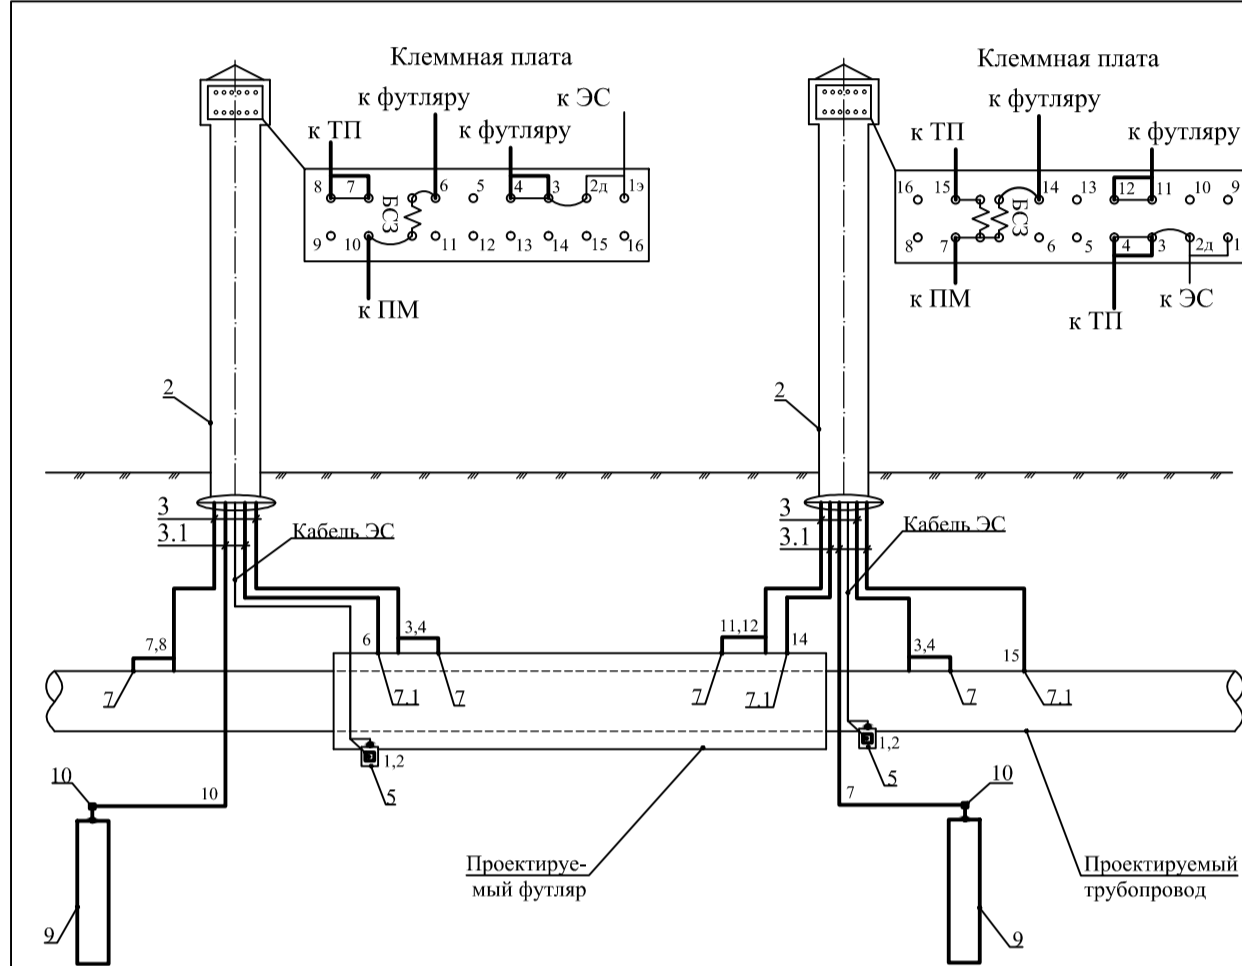 Клеммная плата
к футляру
к ЭС
к ТП
к футляру
8 7 6 5 4 3 2д 1э
БСЗ
9 10 11 12 13 14 15 16
к ПМ
Клеммная плата
к футляру
к ТП
к футляру
16 15 14 13 12 11 10 9
БСЗ
8 7 6 5 4 3 2д 1
к ПМ
к ЭС
к ТП
2
2
3
3.1
Кабель ЭС
3
3.1
Кабель ЭС
7,8
6
3,4
11,12
14
3,4
15
7
7.1
7
7
7.1
7
7.1
1,2
5
1,2
5
10
10
7
10
Проектируе-
мый футляр
Проектируемый
трубопровод
9
9